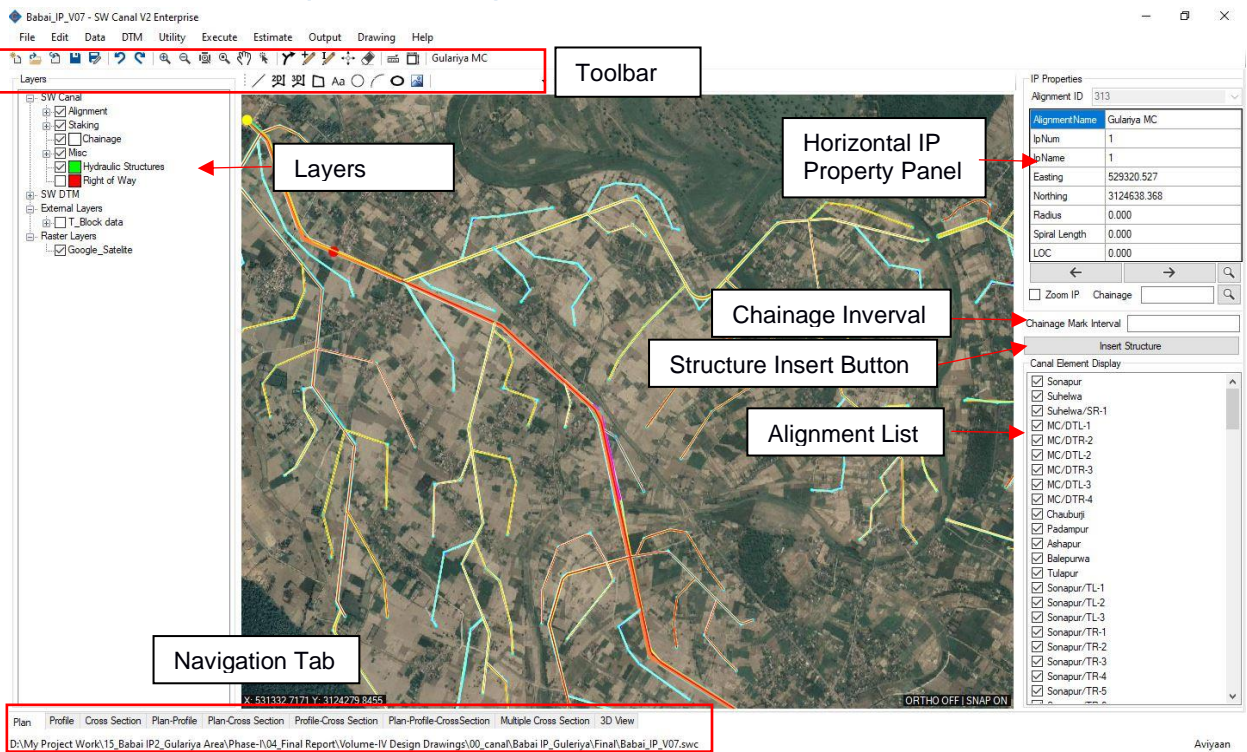 Babai_IP_V07 - SW Canal V2 Enterprise
File Edit Data DTM Utility Execute Estimate Output Drawing Help
Gulariya MC
Toolbar
Layers
SW Canal
Alignment
Staking
Chainage
Misc
Hydraulic Structures
Right of Way
SW DTM
External Layers
T_Block data
Raster Layers
Google_Satelite
Aa
Layers
Horizontal IP
Property Panel
Chainage Inverval
Structure Insert Button
Alignment List
Navigation Tab
X: 531332.7171 Y: 3124279.8455
ORTHO OFF | SNAP ON
IP Properties
Alignment ID 313
AlignmentName Gulariya MC
IpNum 1
IpName 1
Easting 529320.527
Northing 3124638.368
Radius 0.000
Spiral Length 0.000
LOC 0.000
Zoom IP Chainage
Chainage Mark Interval
Insert Structure
Canal Element Display
Sonapur
Suhelwa
Suhelwa/SR-1
MC/DTL-1
MC/DTR-2
MC/DTL-2
MC/DTR-3
MC/DTL-3
MC/DTR-4
Chauburji
Padampur
Ashapur
Balepurwa
Tulapur
Sonapur/TL-1
Sonapur/TL-2
Sonapur/TL-3
Sonapur/TR-1
Sonapur/TR-2
Sonapur/TR-3
Sonapur/TR-4
Sonapur/TR-5
Plan Profile Cross Section Plan-Profile Plan-Cross Section Profile-Cross Section Plan-Profile-CrossSection Multiple Cross Section 3D View
D:\My Project Work\15_Babai IP2_Gulariya Area\Phase-I\04_Final Report\Volume-IV Design Drawings\00_canal\Babai IP_Guleriya\Final\Babai_IP_V07.swc
Aviyaan